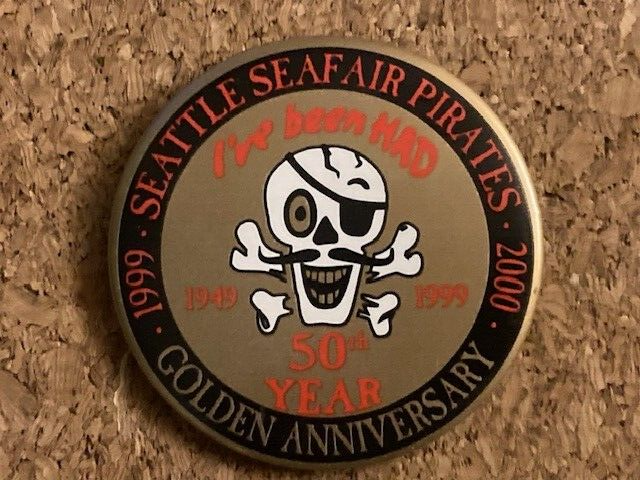 1999 · SEATTLE SEAFAIR PIRATES · 2000
I've been HAD
1949 1999
50th
YEAR
· GOLDEN ANNIVERSARY ·